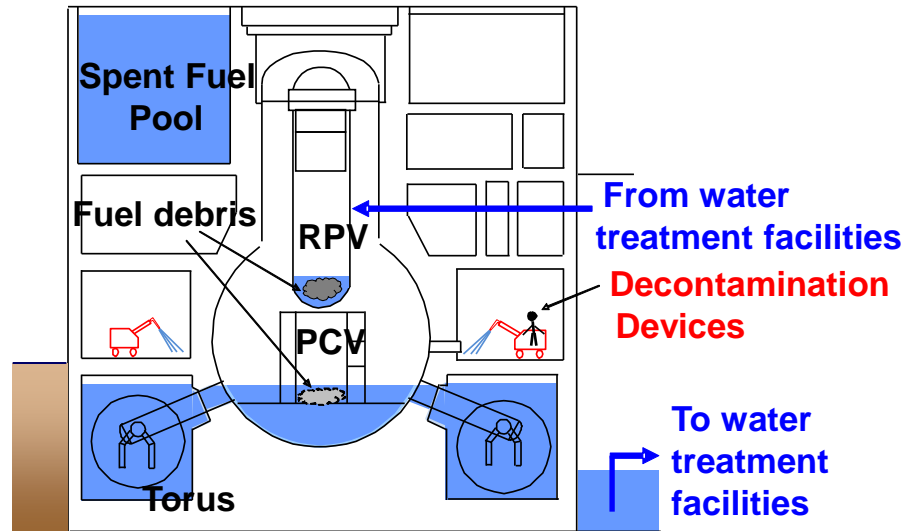 Spent Fuel
Pool
Fuel debris
RPV
From water
treatment facilities
Decontamination
Devices
PCV
To water
treatment
facilities
Torus